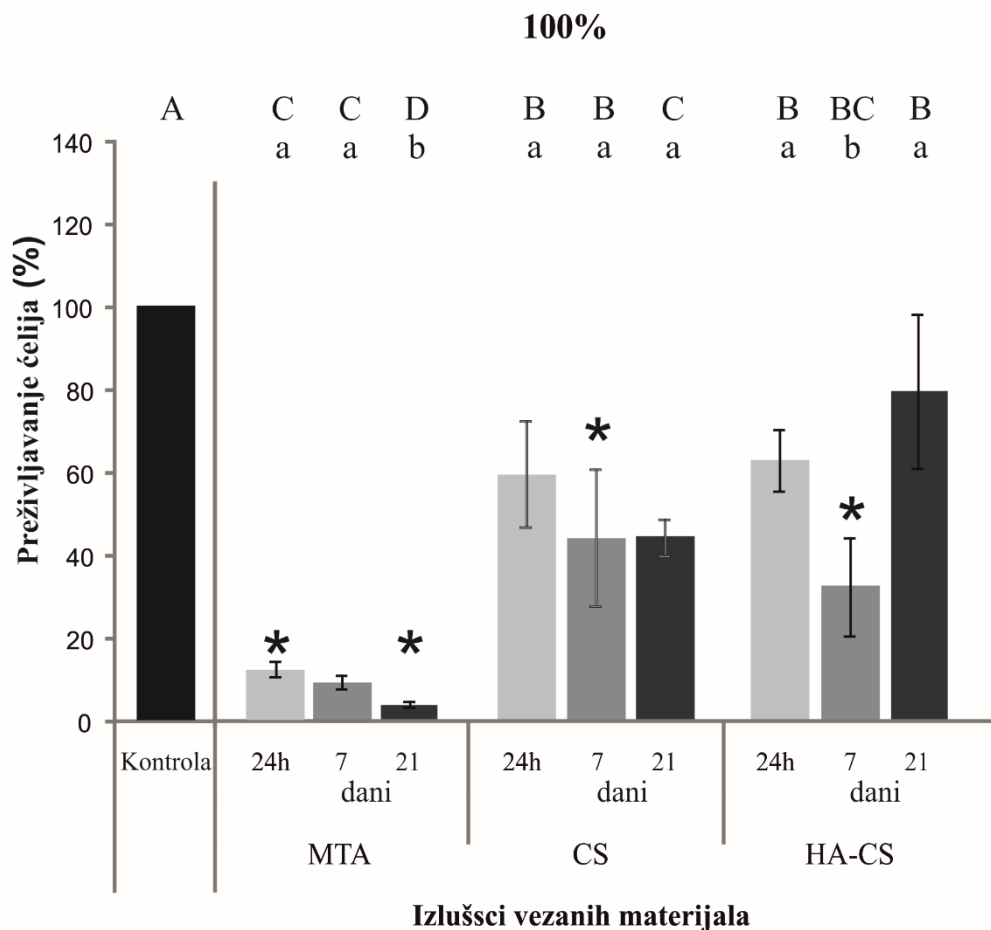 100%
A C C D B B C B BC B
a a b a a a a b a
140
120
100
80
60
40
20
0
Preživljavanje ćelija (%)
* * * *
Kontrola 24h 7 21 24h 7 21 24h 7 21
dani dani dani
MTA CS HA-CS
Izlušsci vezanih materijala